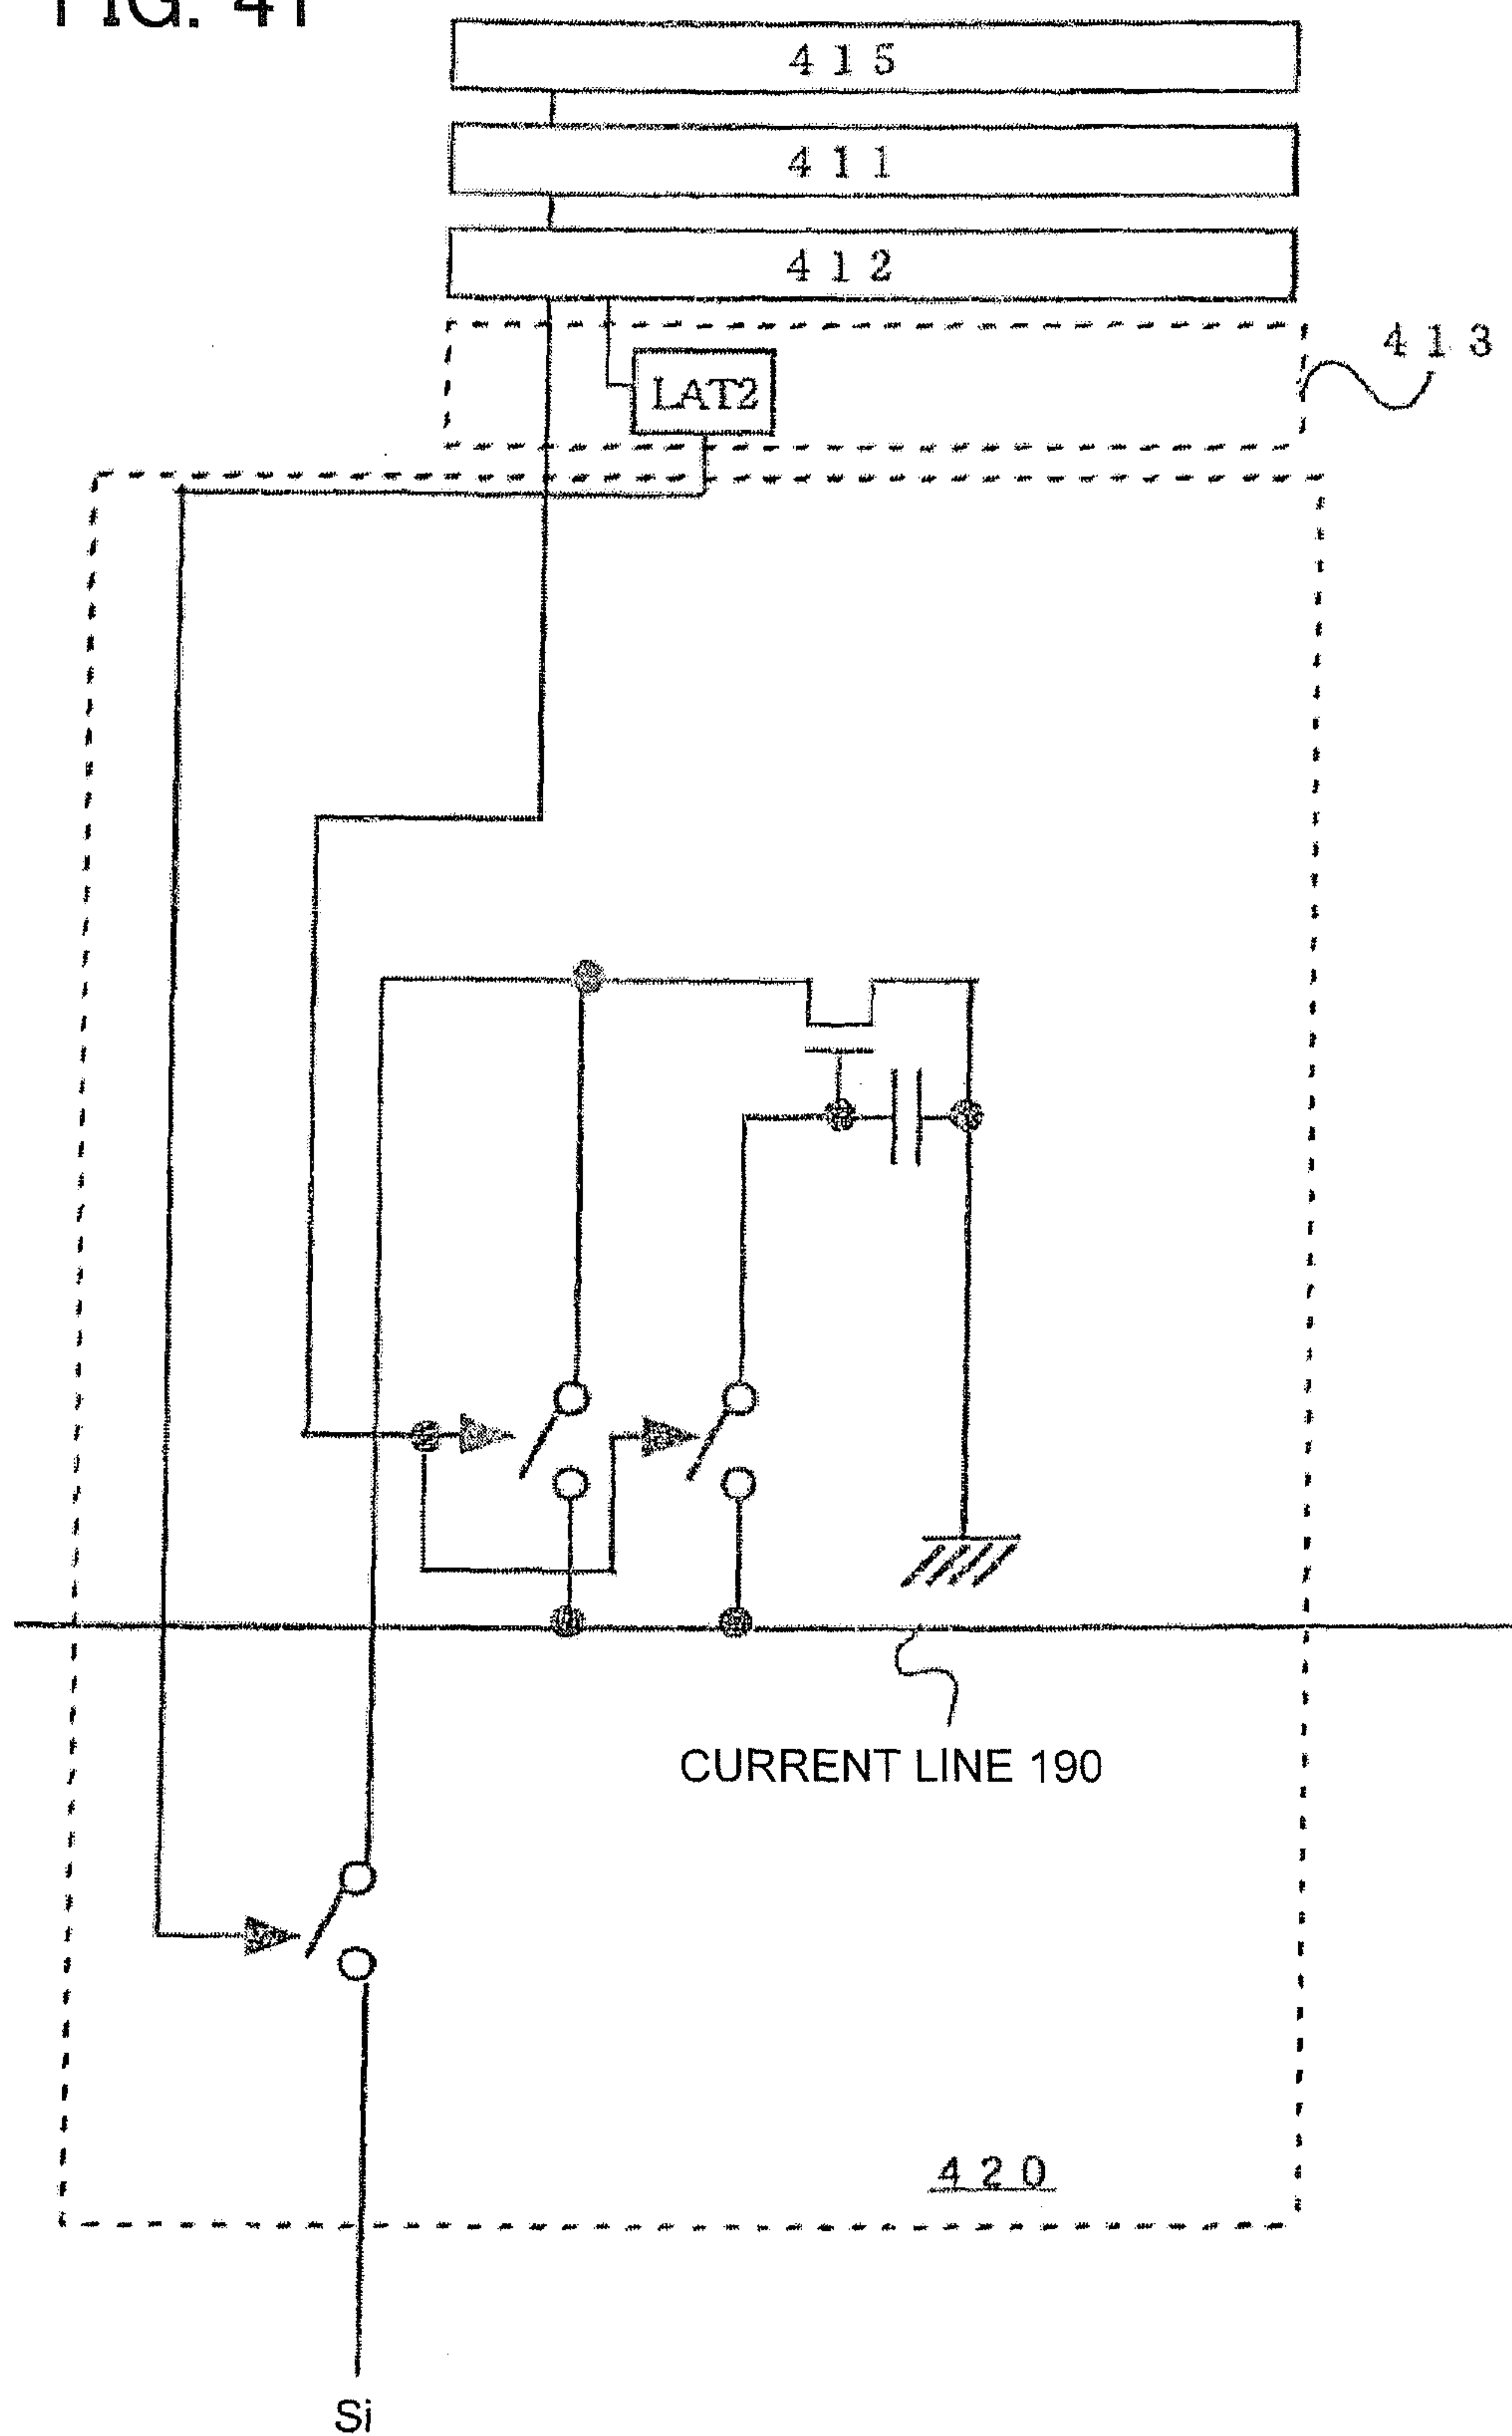 FIG. 41
415
411
412
413
LAT2
CURRENT LINE 190
420
Si